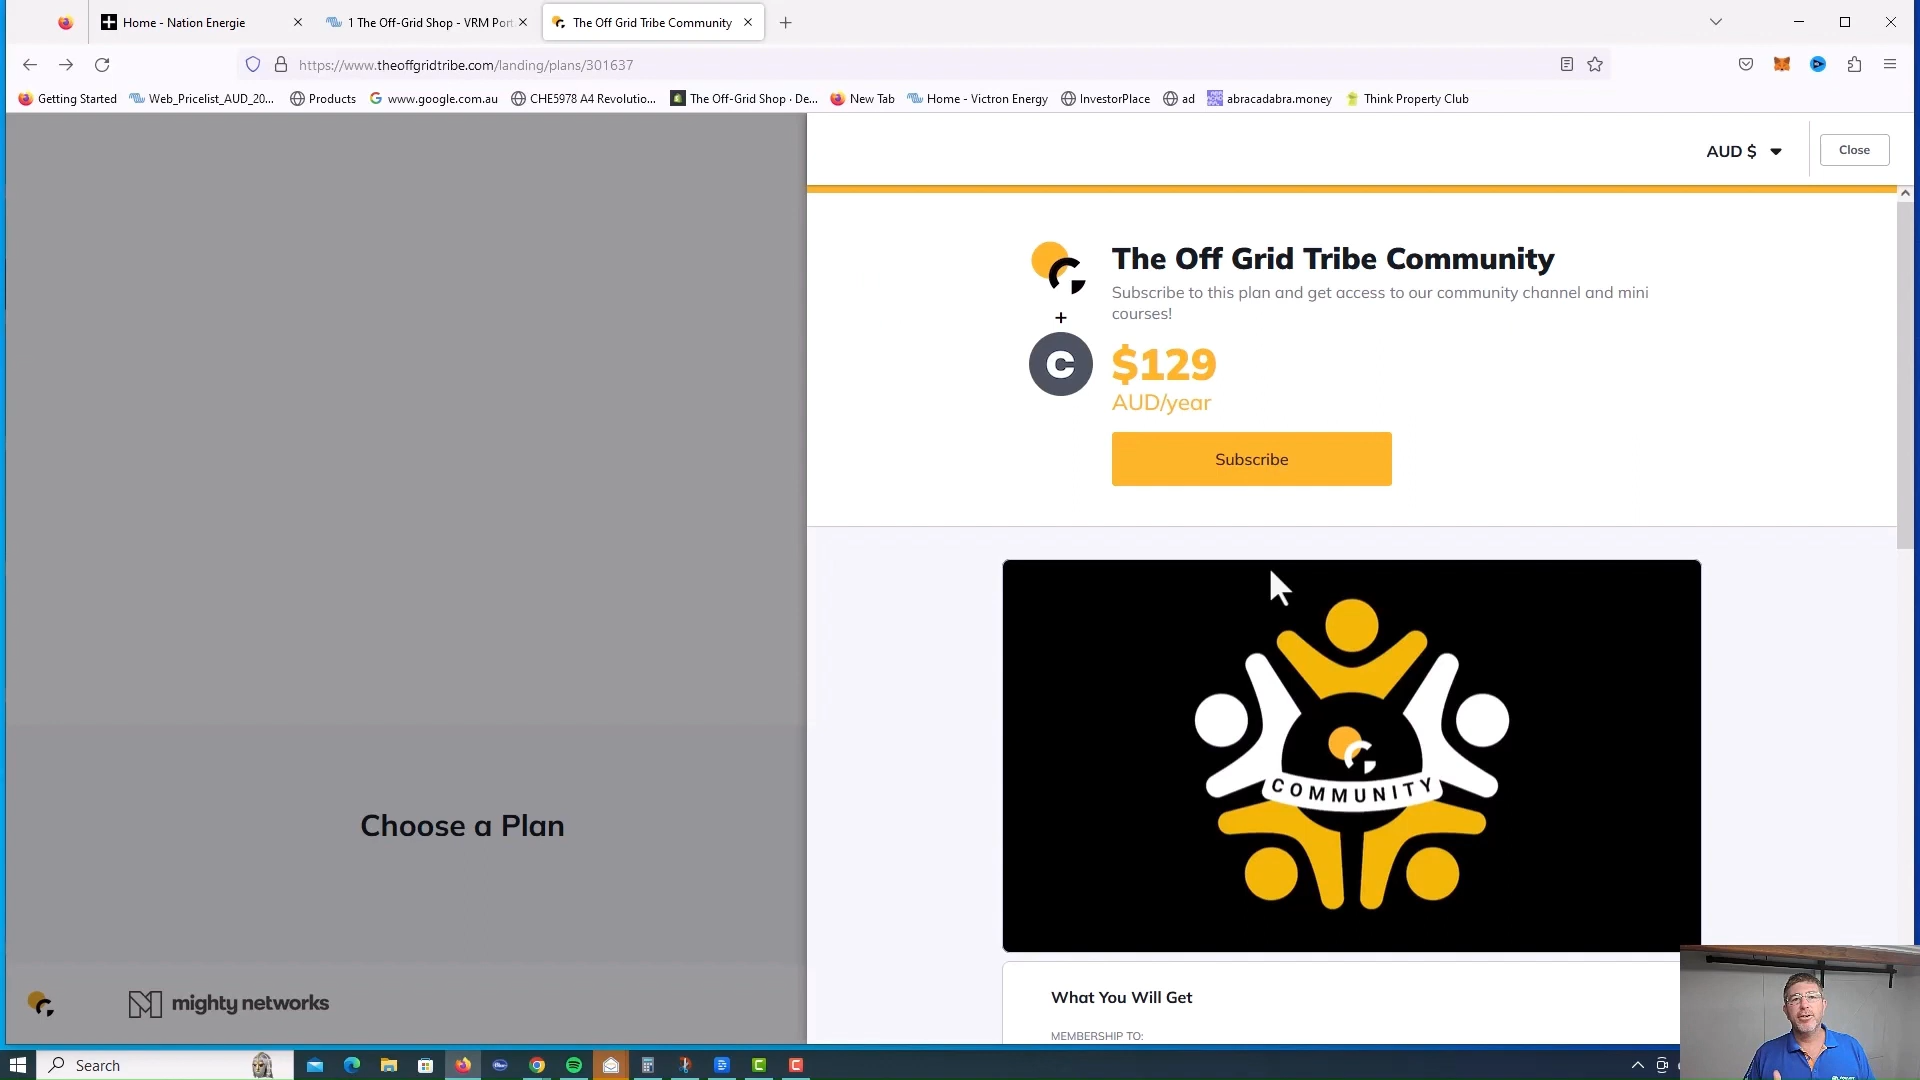 Home - Nation Energie
1 The Off-Grid Shop - VRM Port
The Off Grid Tribe Community
https://www.theoffgridtribe.com/landing/plans/301637
Getting Started
Web_Pricelist_AUD_20...
Products
www.google.com.au
CHE5978 A4 Revolutio...
The Off-Grid Shop · De...
New Tab
Home - Victron Energy
InvestorPlace
ad
abracadabra.money
Think Property Club
AUD $
Close
The Off Grid Tribe Community
Subscribe to this plan and get access to our community channel and mini
courses!
+
C
$129
AUD/year
Subscribe
COMMUNITY
Choose a Plan
What You Will Get
MEMBERSHIP TO:
mighty networks
Search